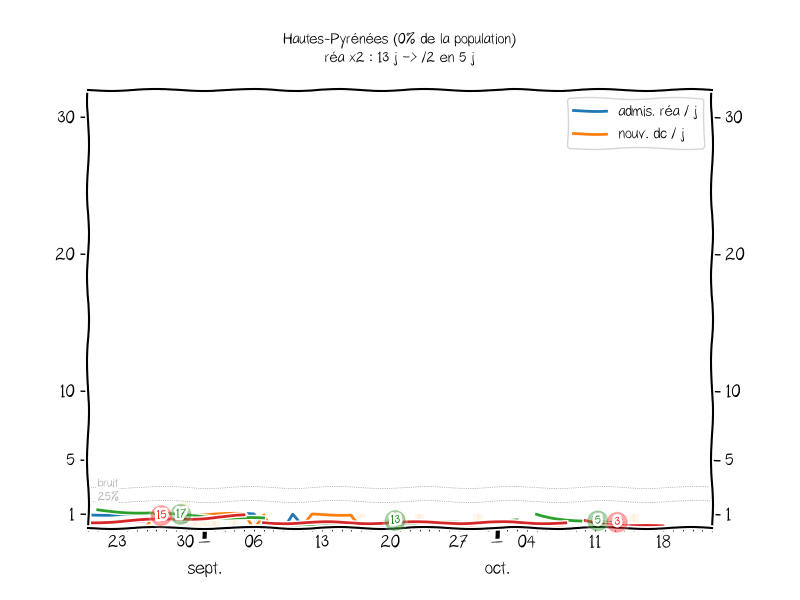 Hautes-Pyrénées (0% de la population)
réa x2 : 13 j -> /2 en 5 j
admis. réa / j
nouv. dc / j
30 30
20 20
10 10
5 5
bruit
25%
1 1
15 17 13 5 3
23 30 06 13 20 27 04 11 18
sept. oct.